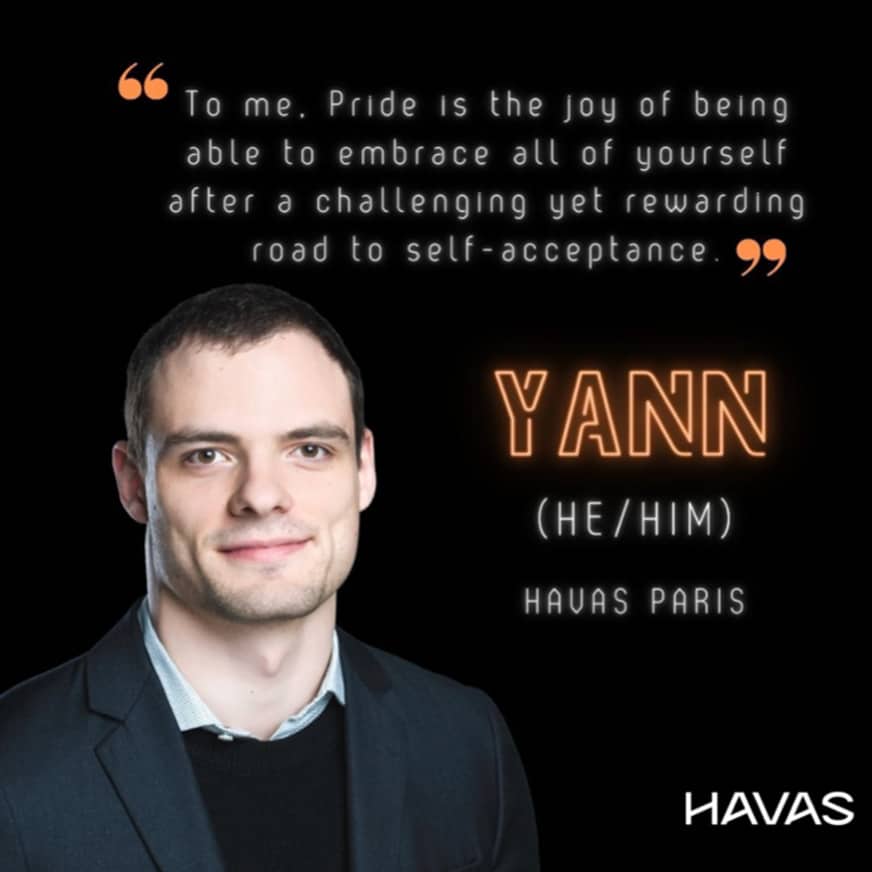 “To me, Pride is the joy of being
able to embrace all of yourself
after a challenging yet rewarding
road to self-acceptance.”
YANN
(HE/HIM)
HAVAS PARIS
HAVAS